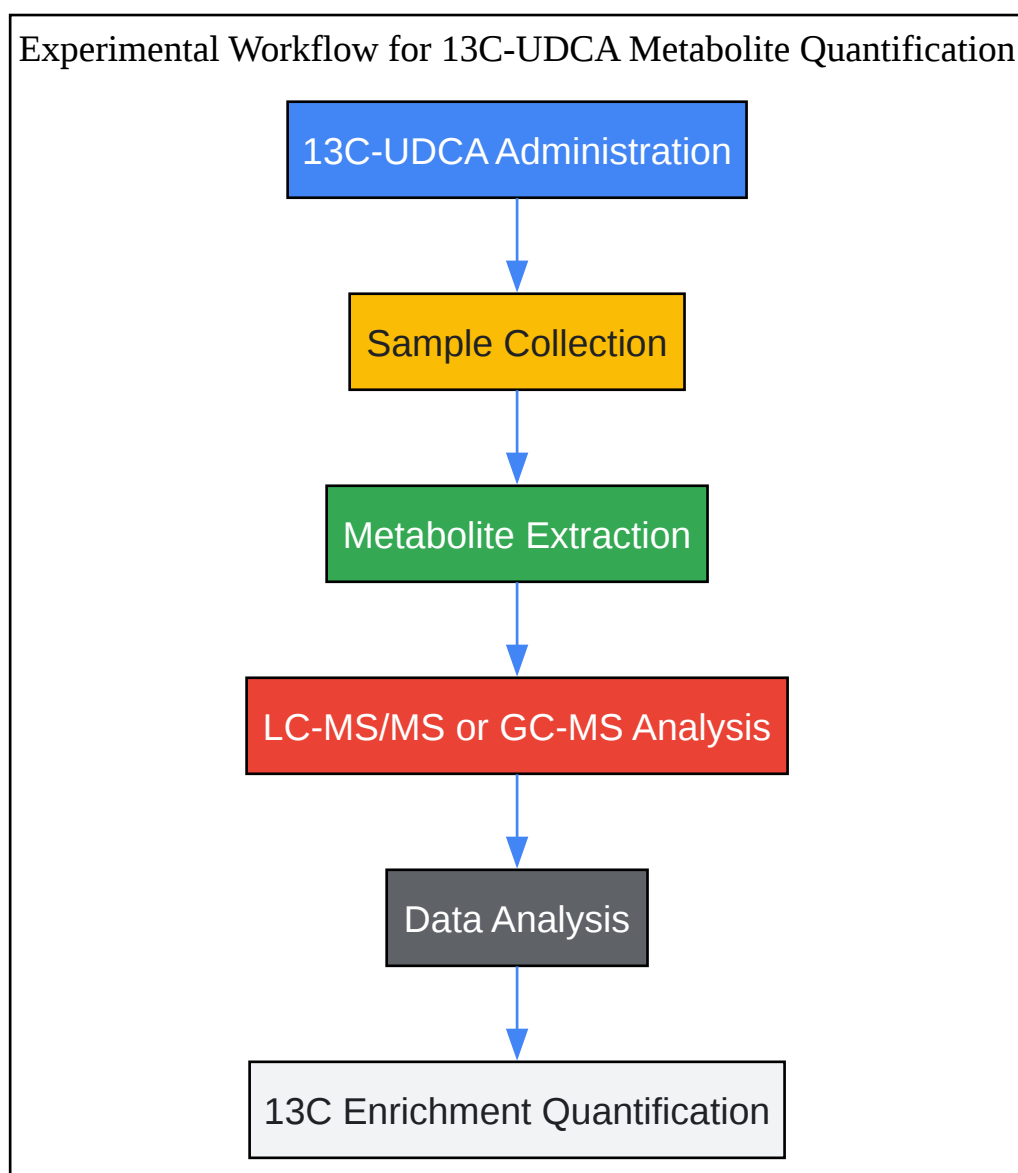 Experimental Workflow for 13C-UDCA Metabolite Quantification
13C-UDCA Administration
Sample Collection
Metabolite Extraction
LC-MS/MS or GC-MS Analysis
Data Analysis
13C Enrichment Quantification